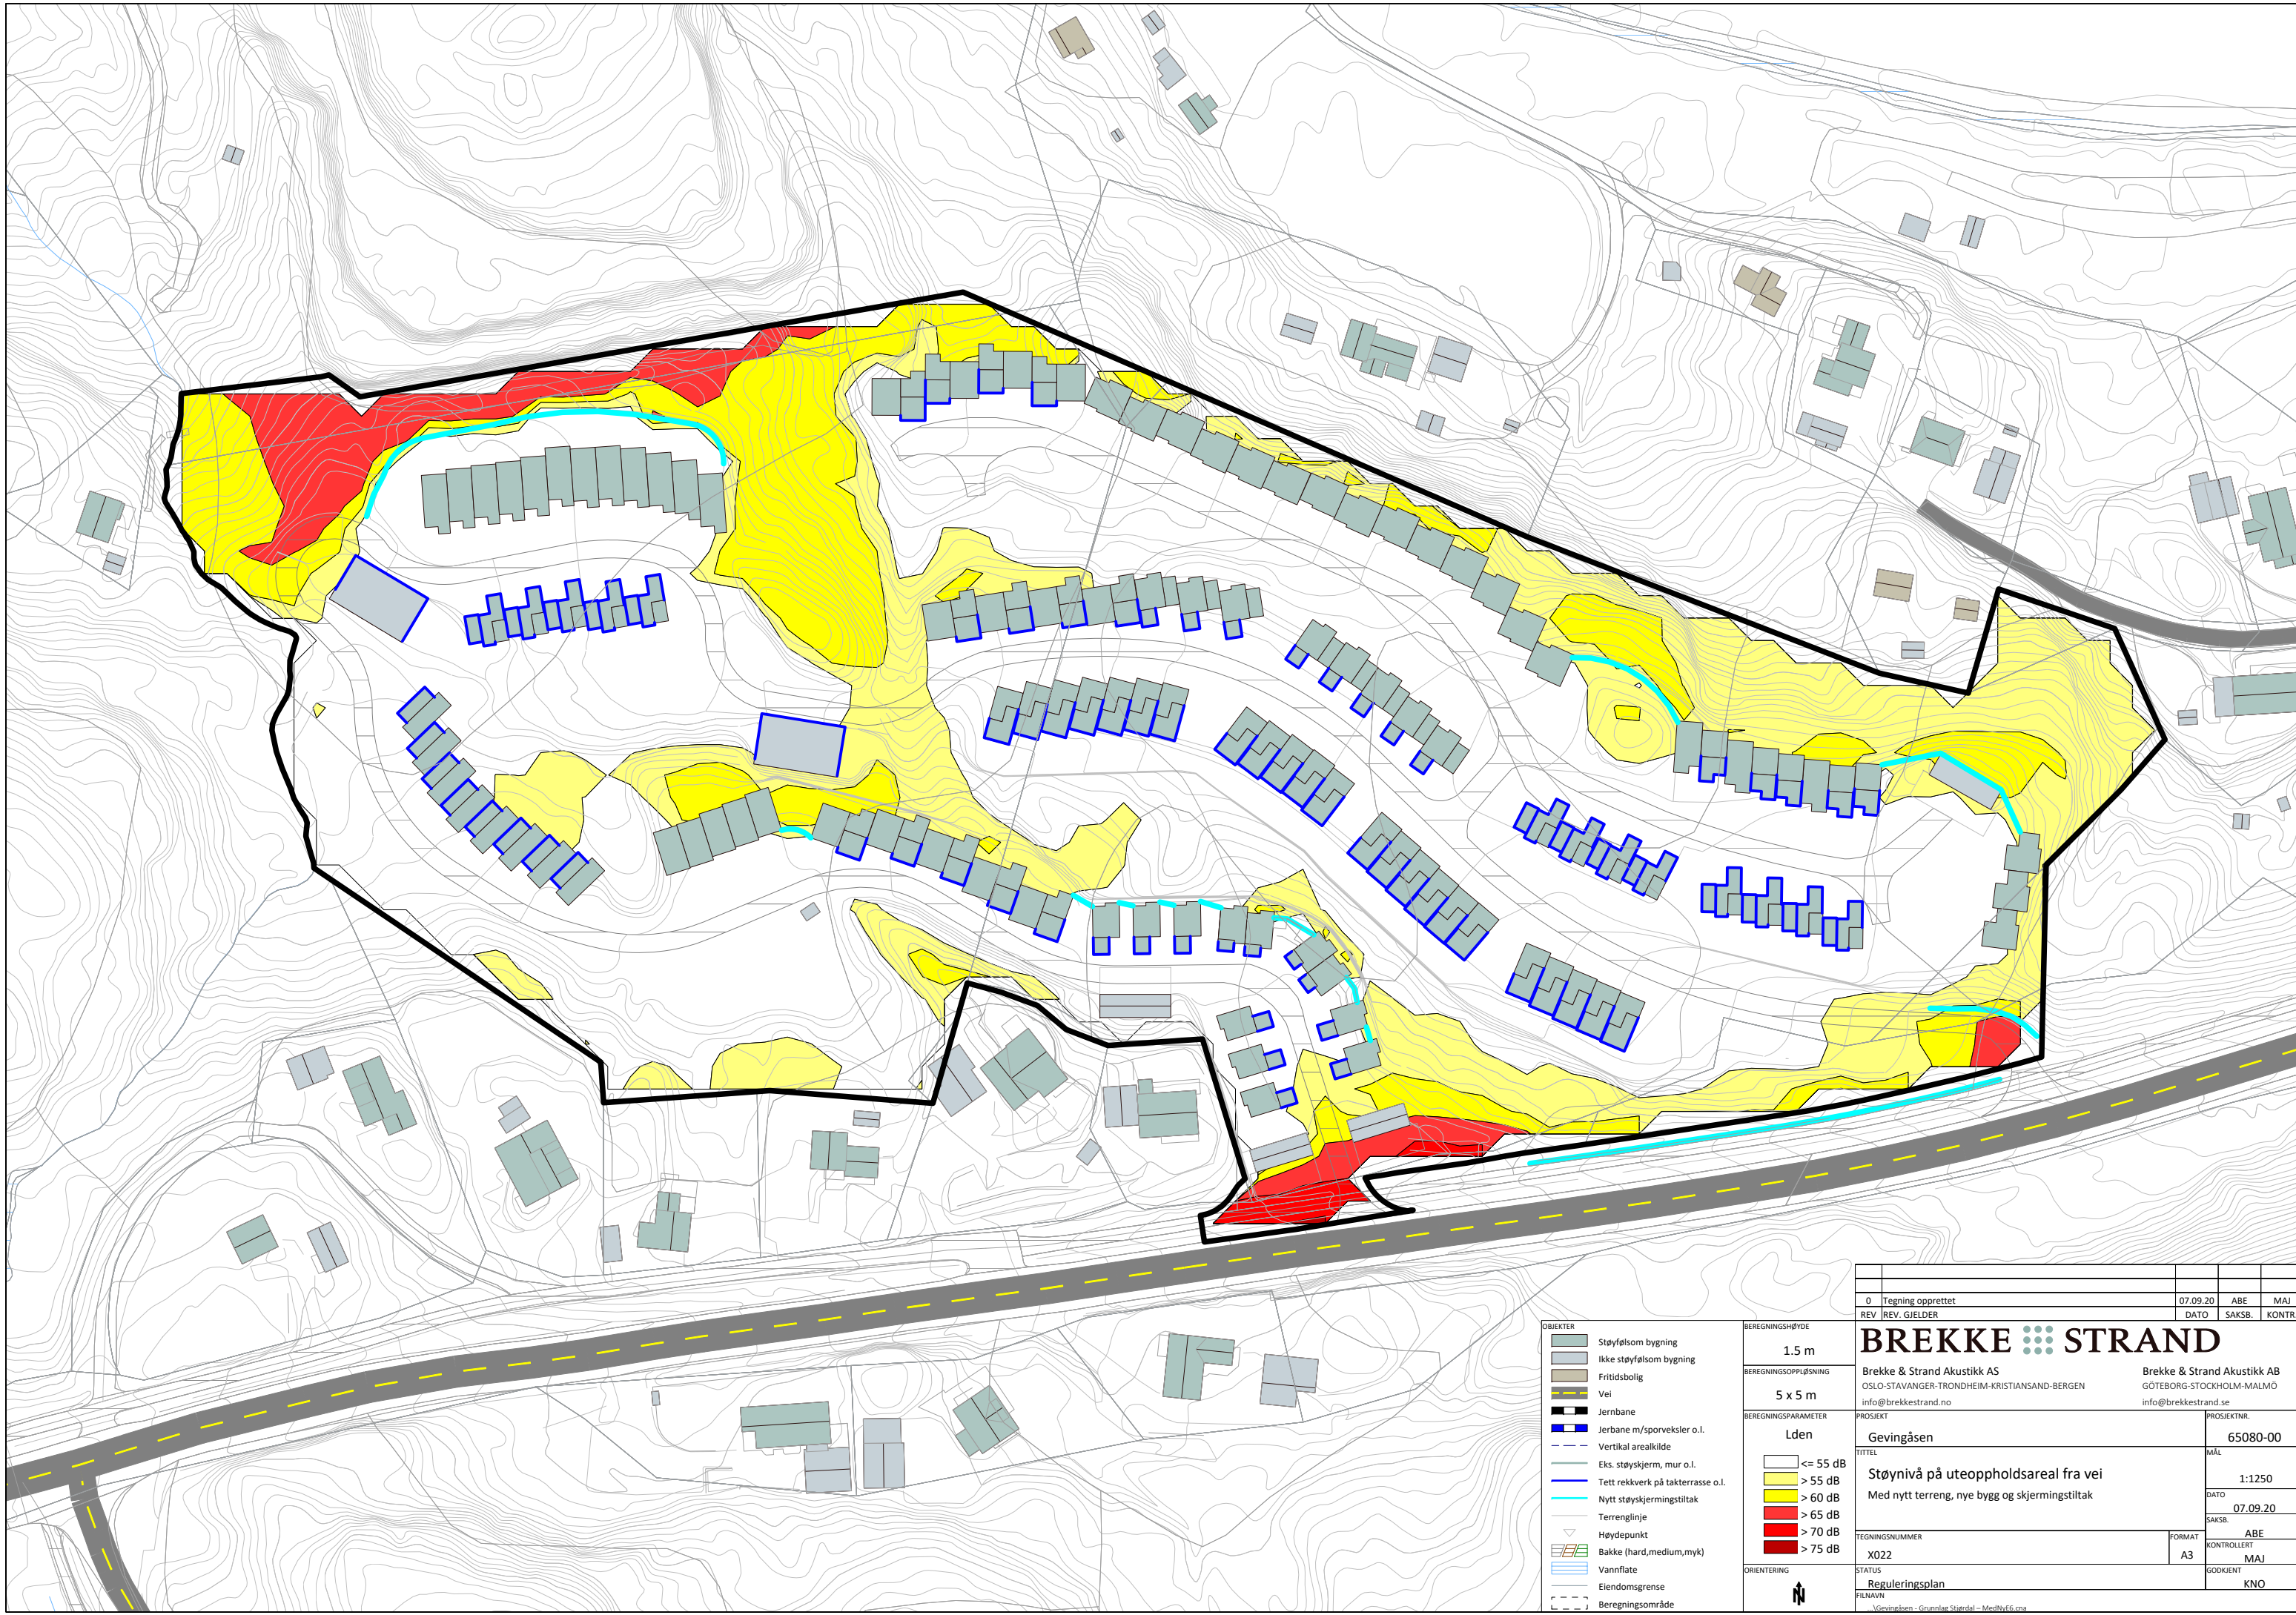 0 Tegning opprettet 07.09.20 ABE MAJ
REV REV. GJELDER DATO SAKSB. KONTR
OBJEKTER
Støyfølsom bygning
Ikke støyfølsom bygning
Fritidsbolig
Vei
Jernbane
Jerbane m/sporveksler o.l.
Vertikal arealkilde
Eks. støyskjerm, mur o.l.
Tett rekkverk på takterrasse o.l.
Nytt støyskjermingstiltak
Terrenglinje
Høydepunkt
Bakke (hard,medium,myk)
Vannflate
Eiendomsgrense
Beregningsområde
BEREGNINGSHØYDE
1.5 m
BEREGNINGSOPPLØSNING
5 x 5 m
BEREGNINGSPARAMETER
Lden
<= 55 dB
> 55 dB
> 60 dB
> 65 dB
> 70 dB
> 75 dB
ORIENTERING
N
BREKKE STRAND
Brekke & Strand Akustikk AS
OSLO-STAVANGER-TRONDHEIM-KRISTIANSAND-BERGEN
info@brekkestrand.no
Brekke & Strand Akustikk AB
GÖTEBORG-STOCKHOLM-MALMÖ
info@brekkestrand.se
PROSJEKT
Gevingåsen
PROSJEKTNR.
65080-00
TITTEL
Støynivå på uteoppholdsareal fra vei
Med nytt terreng, nye bygg og skjermingstiltak
MÅL
1:1250
DATO
07.09.20
SAKSB.
ABE
TEGNINGSNUMMER
X022
FORMAT
A3
KONTROLLERT
MAJ
STATUS
Reguleringsplan
GODKJENT
KNO
FILNAVN
...\Gevingåsen - Grunnlag Stjørdal – MedNyE6.cna